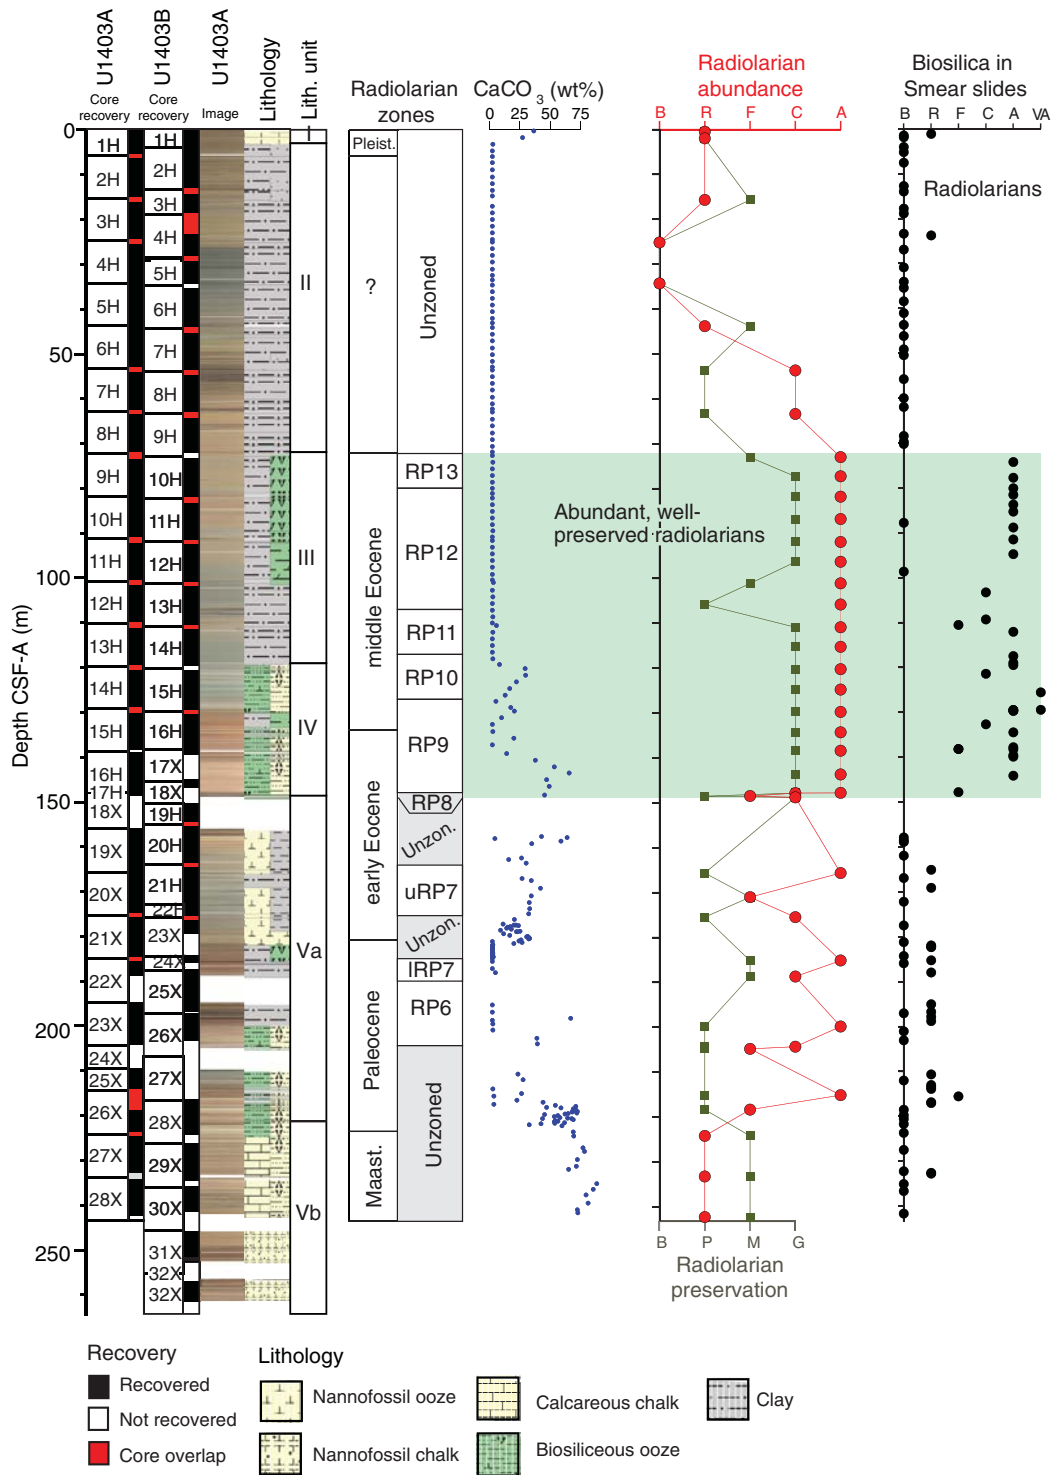 U1403A
U1403B
U1403A
Lithology
Lith. unit
Core
recovery
Core
recovery
Image
Radiolarian
zones
CaCO3 (wt%)
0 25 50 75
Radiolarian
abundance
B R F C A
Biosilica in
Smear slides
B R F C A VA
Radiolarians
Depth CSF-A (m)
0
50
100
150
200
250
1H
2H
3H
4H
5H
6H
7H
8H
9H
10H
11H
12H
13H
14H
15H
16H
17H
18X
19X
20X
21X
22X
23X
24X
25X
26X
27X
28X
1H
2H
3H
4H
5H
6H
7H
8H
9H
10H
11H
12H
13H
14H
15H
16H
17X
18X
19H
20H
21H
22H
23X
24X
25X
26X
27X
28X
29X
30X
31X
32X
32X
I
II
III
IV
Va
Vb
Pleist.
?
middle Eocene
early Eocene
Paleocene
Maast.
Unzoned
RP13
RP12
RP11
RP10
RP9
RP8
Unzon.
uRP7
Unzon.
lRP7
RP6
Unzoned
Abundant, well-
preserved radiolarians
B P M G
Radiolarian
preservation
Recovery
Recovered
Not recovered
Core overlap
Lithology
Nannofossil ooze
Nannofossil chalk
Calcareous chalk
Biosiliceous ooze
Clay